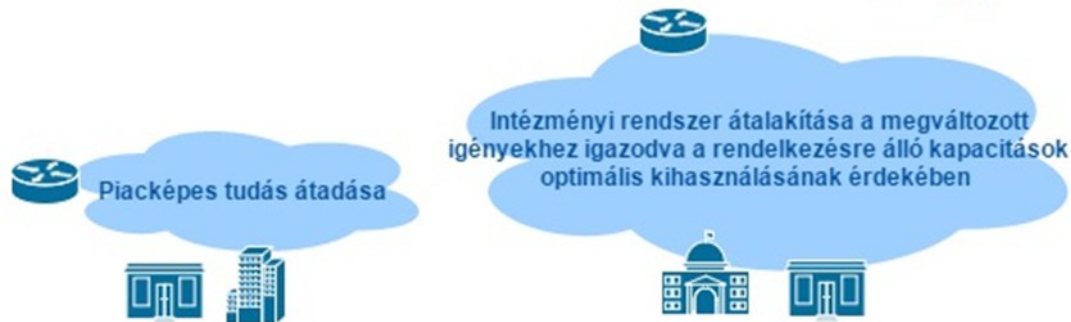 Piacképes tudás átadása
Intézményi rendszer átalakítása a megváltozott
igényekhez igazodva a rendelkezésre álló kapacitások
optimális kihasználásának érdekében